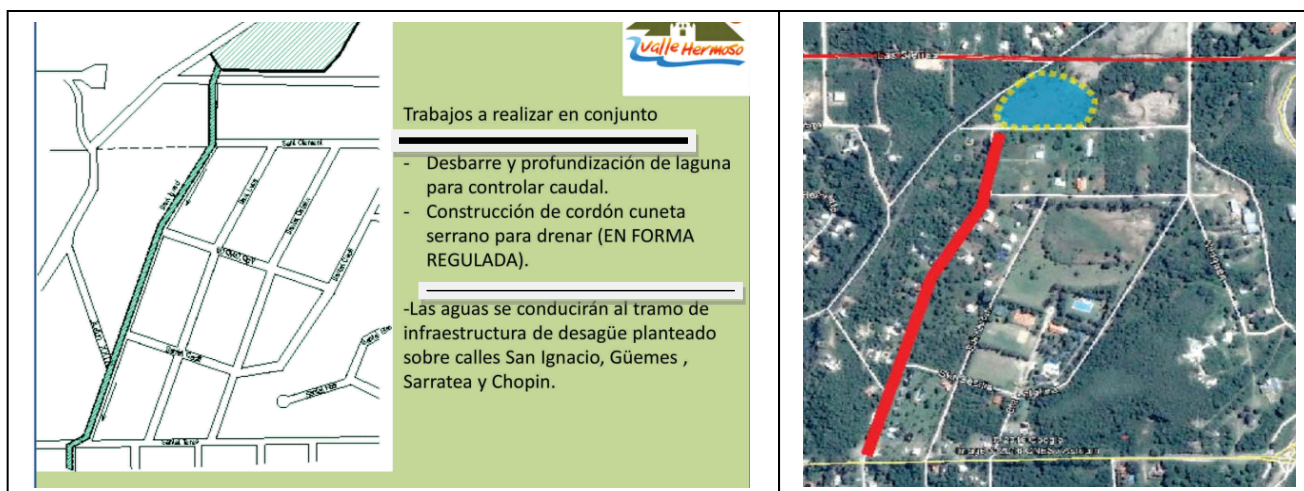 Valle Hermoso
Trabajos a realizar en conjunto
- Desbarre y profundización de laguna
para controlar caudal.
- Construcción de cordón cuneta
serrano para drenar (EN FORMA
REGULADA).
-Las aguas se conducirán al tramo de
infraestructura de desagüe planteado
sobre calles San Ignacio, Güemes ,
Sarratea y Chopin.